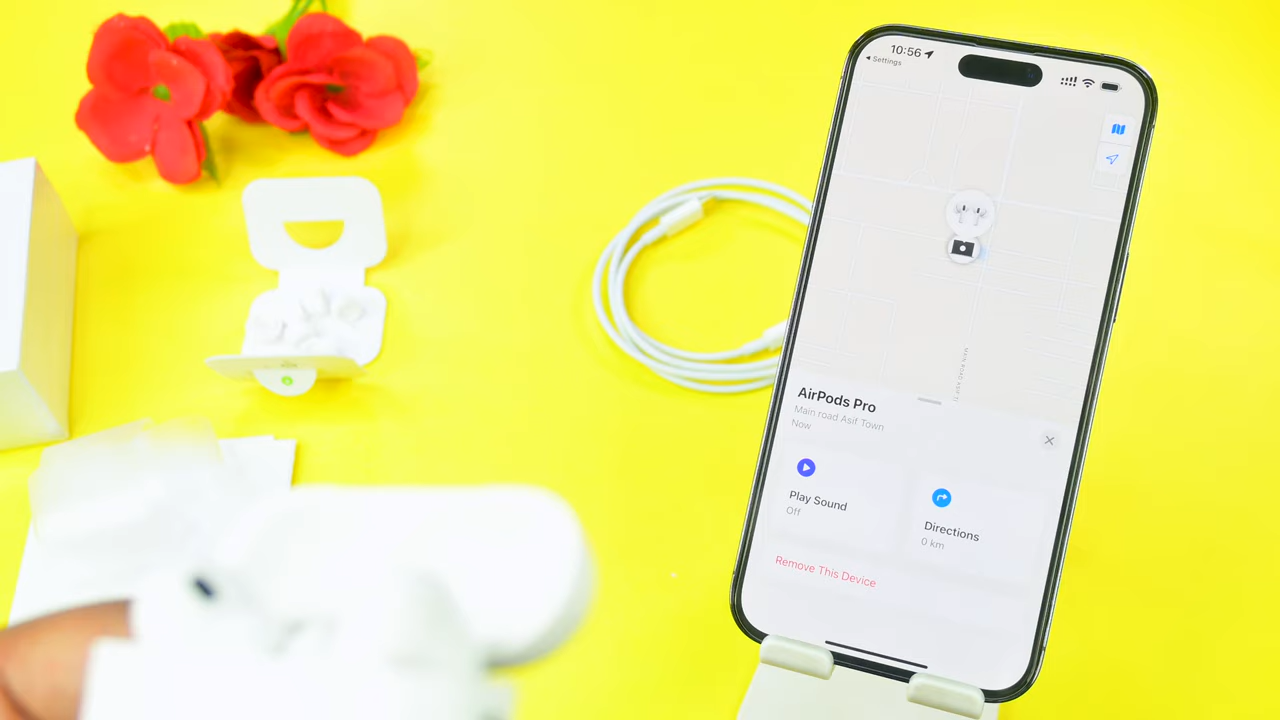 10:56
◂ Settings
AirPods Pro
Main road Asif Town
Now
Play Sound
Off
Directions
0 km
Remove This Device